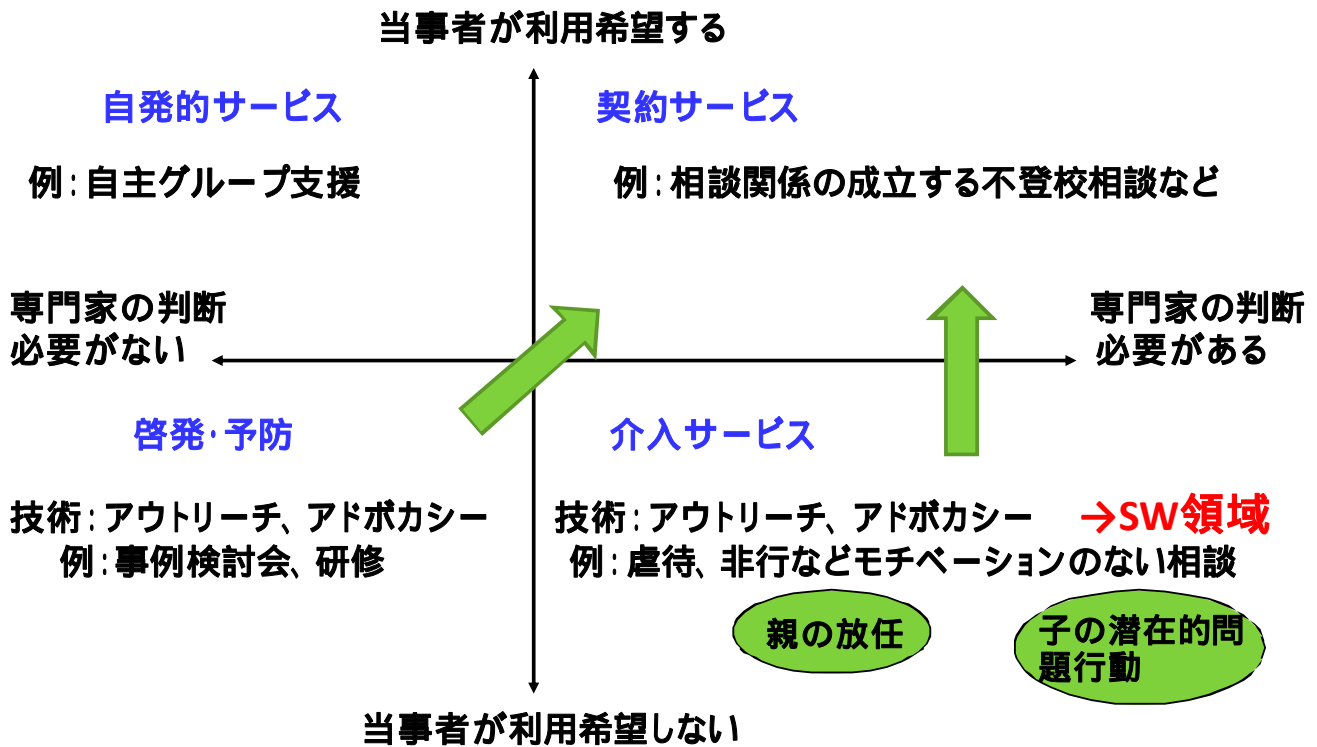 当事者が利用希望する
自発的サービス
契約サービス
例:自主グループ支援
例:相談関係の成立する不登校相談など
専門家の判断
必要がない
専門家の判断
必要がある
啓発・予防
介入サービス
技術:アウトリーチ、アドボカシー
例:事例検討会、研修
技術:アウトリーチ、アドボカシー →SW領域
例:虐待、非行などモチベーションのない相談
親の放任
子の潜在的問
題行動
当事者が利用希望しない